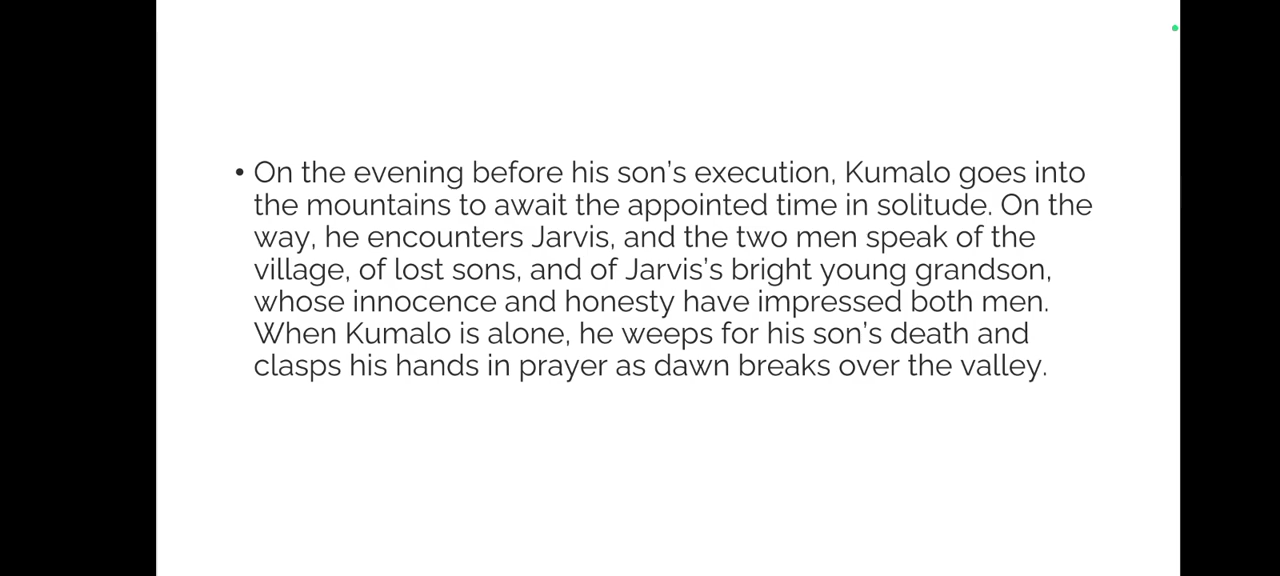 • On the evening before his son’s execution, Kumalo goes into
the mountains to await the appointed time in solitude. On the
way, he encounters Jarvis, and the two men speak of the
village, of lost sons, and of Jarvis’s bright young grandson,
whose innocence and honesty have impressed both men.
When Kumalo is alone, he weeps for his son’s death and
clasps his hands in prayer as dawn breaks over the valley.